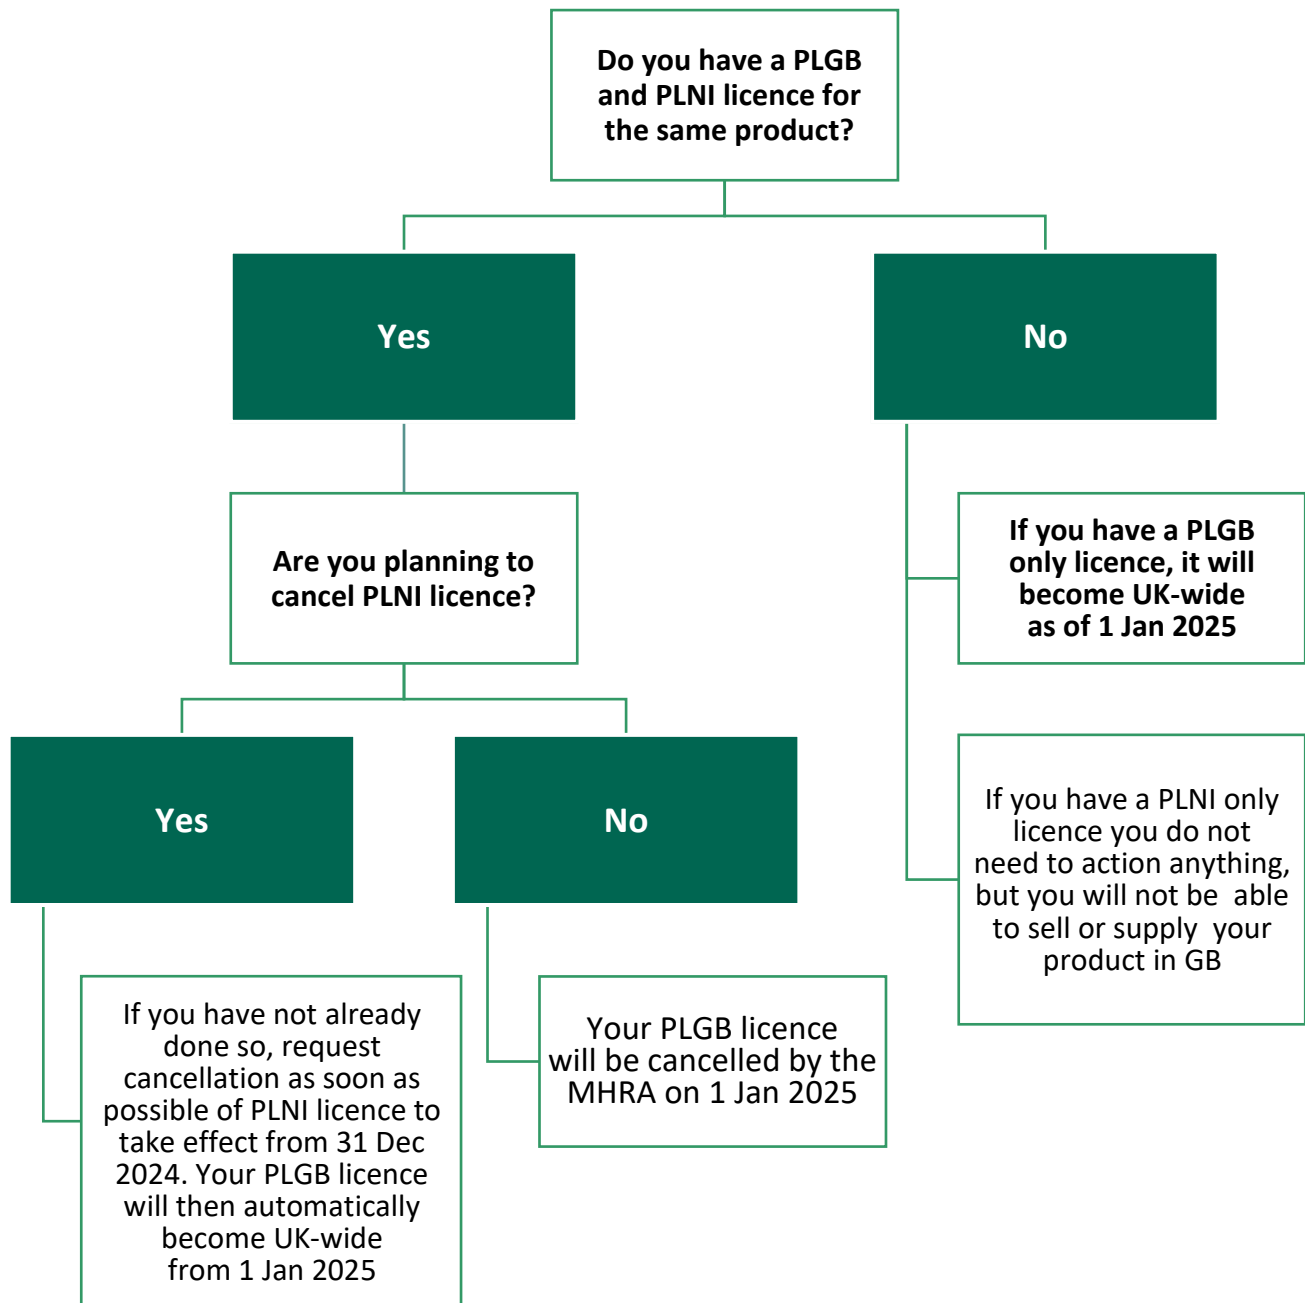 Do you have a PLGB
and PLNI licence for
the same product?
Yes
No
Are you planning to
cancel PLNI licence?
If you have a PLGB
only licence, it will
become UK-wide
as of 1 Jan 2025
Yes
No
If you have a PLNI only
licence you do not
need to action anything,
but you will not be  able
to sell or supply  your
product in GB
If you have not already
done so, request
cancellation as soon as
possible of PLNI licence to
take effect from 31 Dec
2024. Your PLGB licence
will then automatically
become UK-wide
from 1 Jan 2025
Your PLGB licence
will be cancelled by the
MHRA on 1 Jan 2025